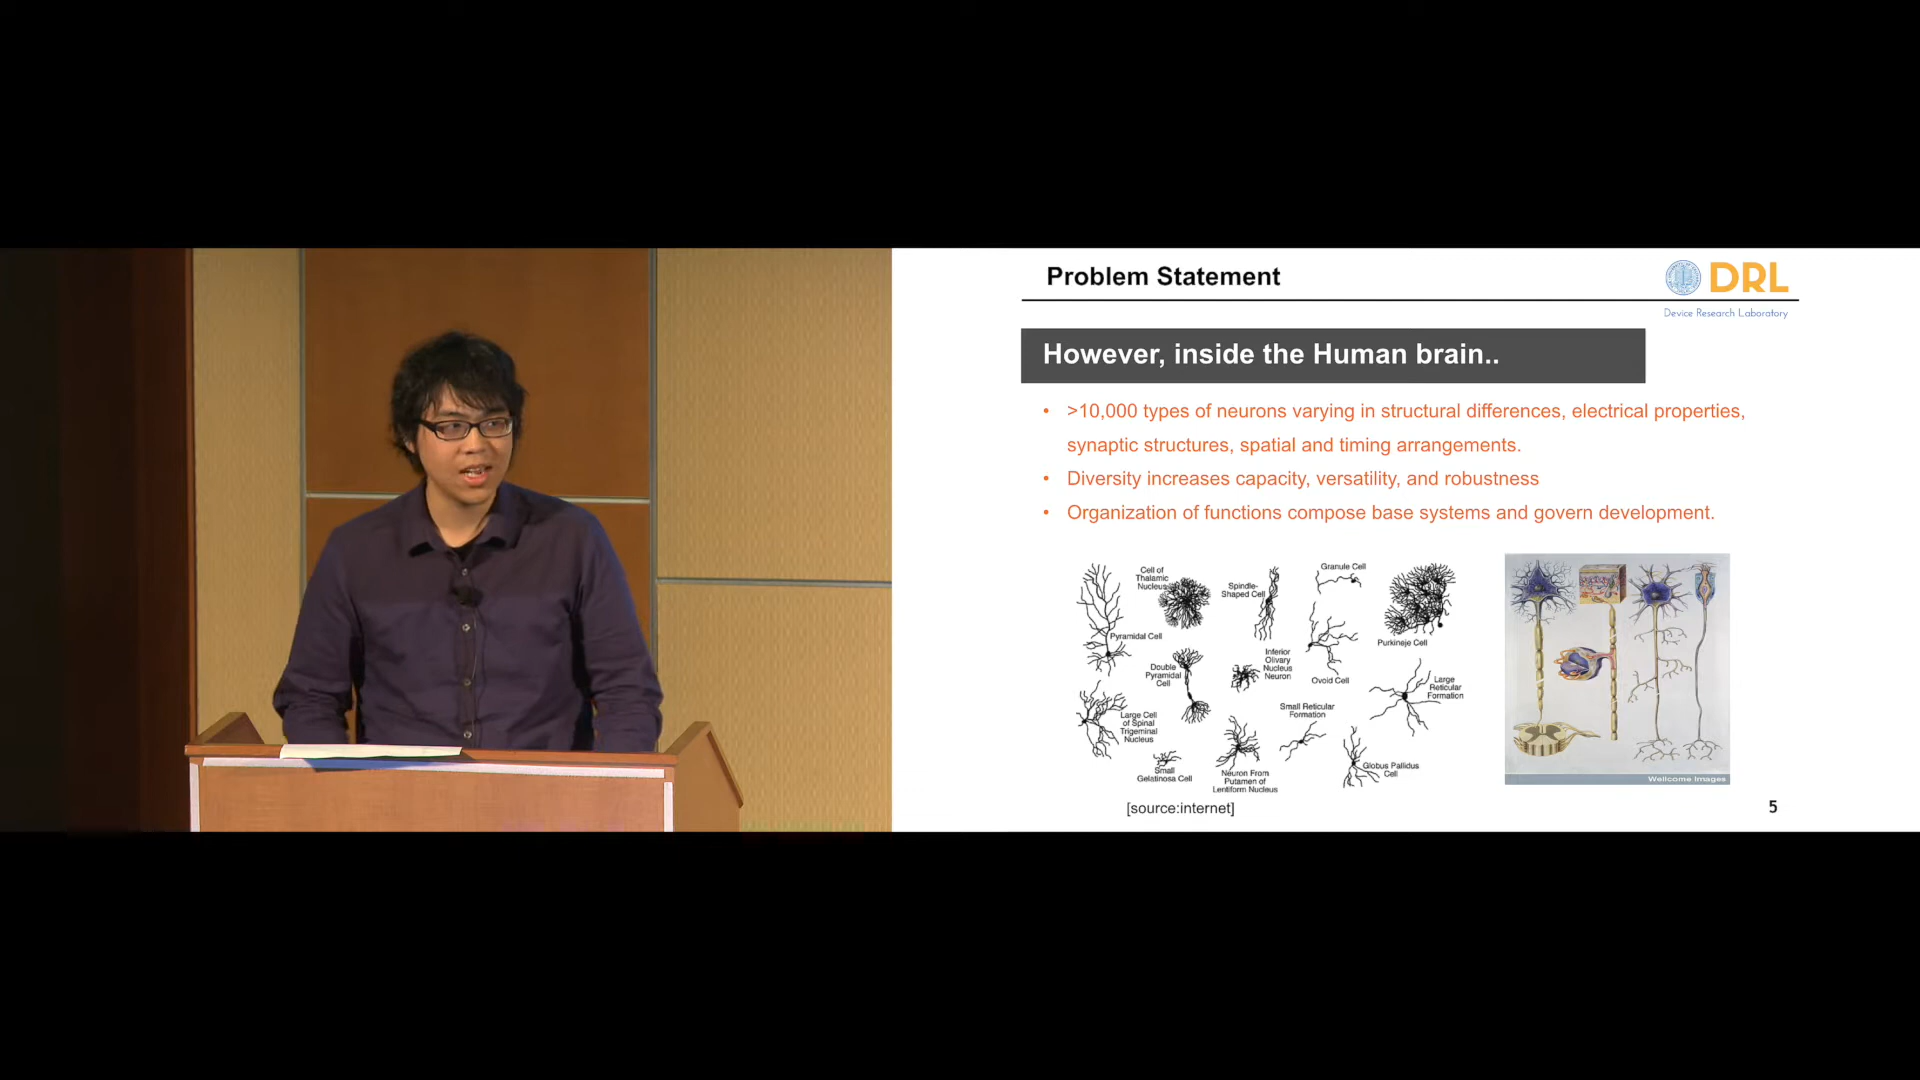 Problem Statement
DRL
Device Research Laboratory
However, inside the Human brain..
• >10,000 types of neurons varying in structural differences, electrical properties,
synaptic structures, spatial and timing arrangements.
• Diversity increases capacity, versatility, and robustness
• Organization of functions compose base systems and govern development.
Cell of
Thalamic
Nucleus
Spindle-
Shaped Cell
Granule Cell
Pyramidal Cell
Purkineje Cell
Double
Pyramidal
Cell
Inferior
Olivary
Nucleus
Neuron
Ovoid Cell
Large
Reticular
Formation
Large Cell
of Spinal
Trigeminal
Nucleus
Small Reticular
Formation
Small
Gelatinosa Cell
Neuron From
Putamen of
Lentiform Nucleus
Globus Pallidus
Cell
Wellcome Images
[source:internet]
5